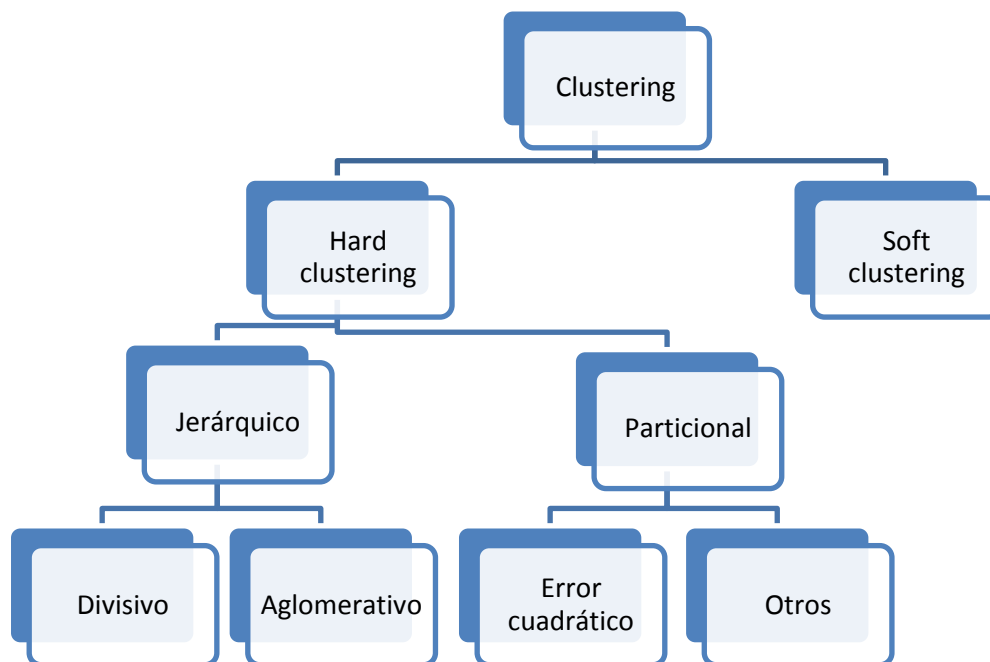 Clustering
Hard
clustering
Soft
clustering
Jerárquico
Particional
Divisivo
Aglomerativo
Error
cuadrático
Otros